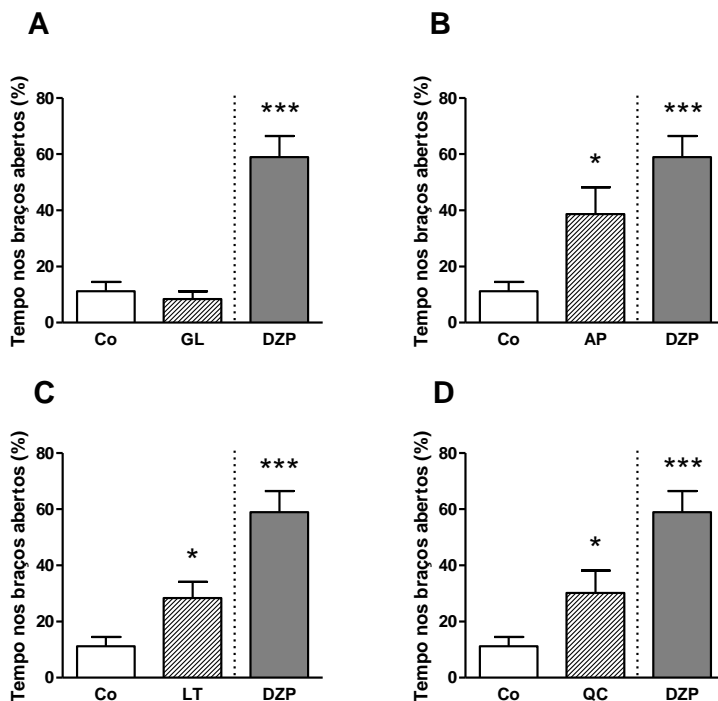 A
Tempo nos braços abertos (%)
80
60
40
20
0
***
Co GL DZP
B
Tempo nos braços abertos (%)
80
60
40
20
0
*
***
Co AP DZP
C
Tempo nos braços abertos (%)
80
60
40
20
0
*
***
Co LT DZP
D
Tempo nos braços abertos (%)
80
60
40
20
0
*
***
Co QC DZP